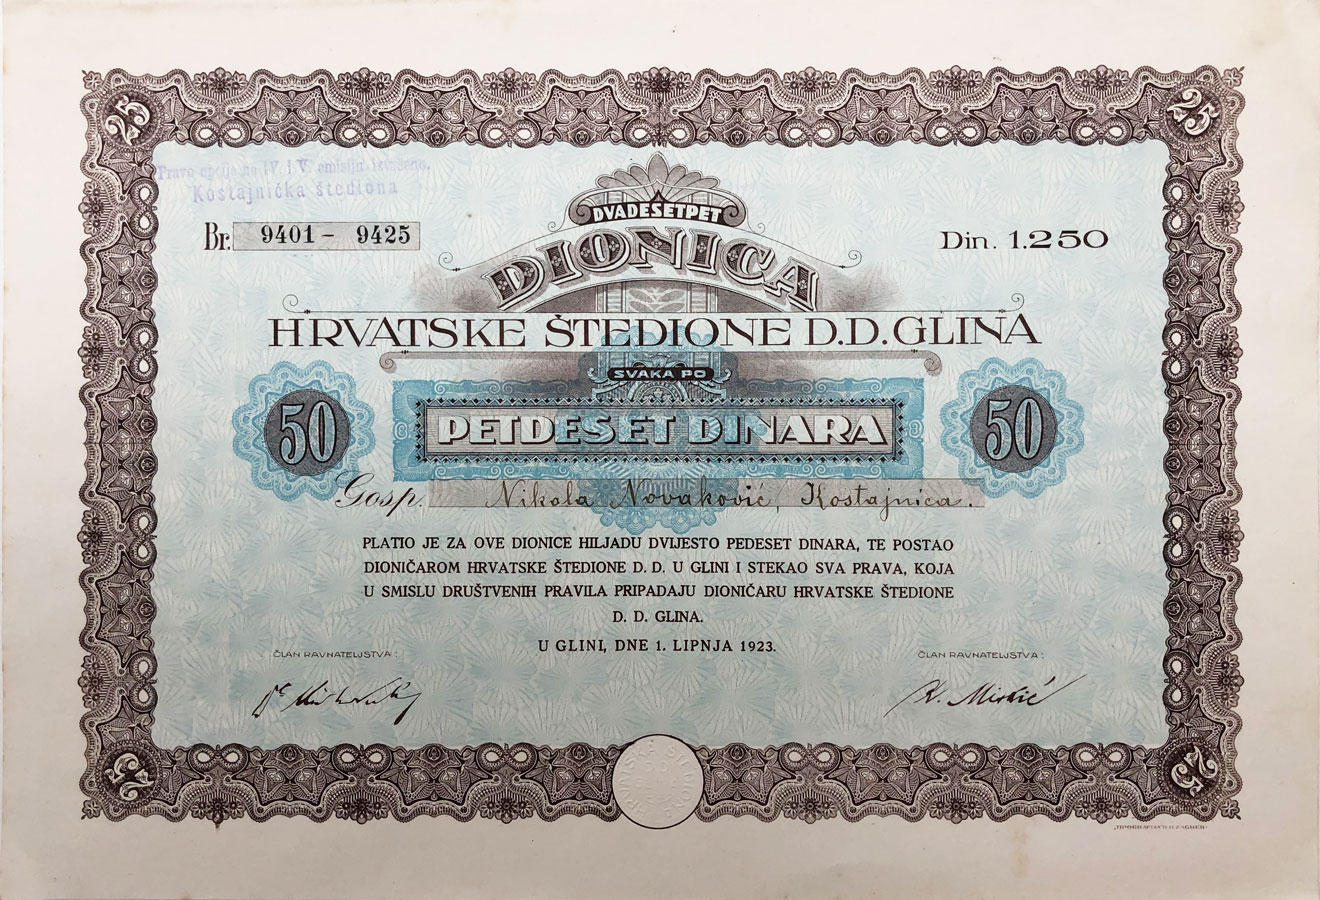 25
25
Pravo opcije na IV. i V. emisiju izvršeno.
Kostajnička štediona
DVADESETPET
Br. 9401 - 9425
Din. 1.250
DIONICA
HRVATSKE ŠTEDIONE D.D. GLINA
SVAKA PO
50
PETDESET DINARA
50
Gosp. Nikola Novaković, Kostajnica.
PLATIO JE ZA OVE DIONICE HILJADU DVIJESTO PEDESET DINARA, TE POSTAO
DIONIČAROM HRVATSKE ŠTEDIONE D. D. U GLINI I STEKAO SVA PRAVA, KOJA
U SMISLU DRUŠTVENIH PRAVILA PRIPADAJU DIONIČARU HRVATSKE ŠTEDIONE
D. D. GLINA.
U GLINI, DNE 1. LIPNJA 1923.
ČLAN RAVNATELJSTVA:
ČLAN RAVNATELJSTVA:
25
25